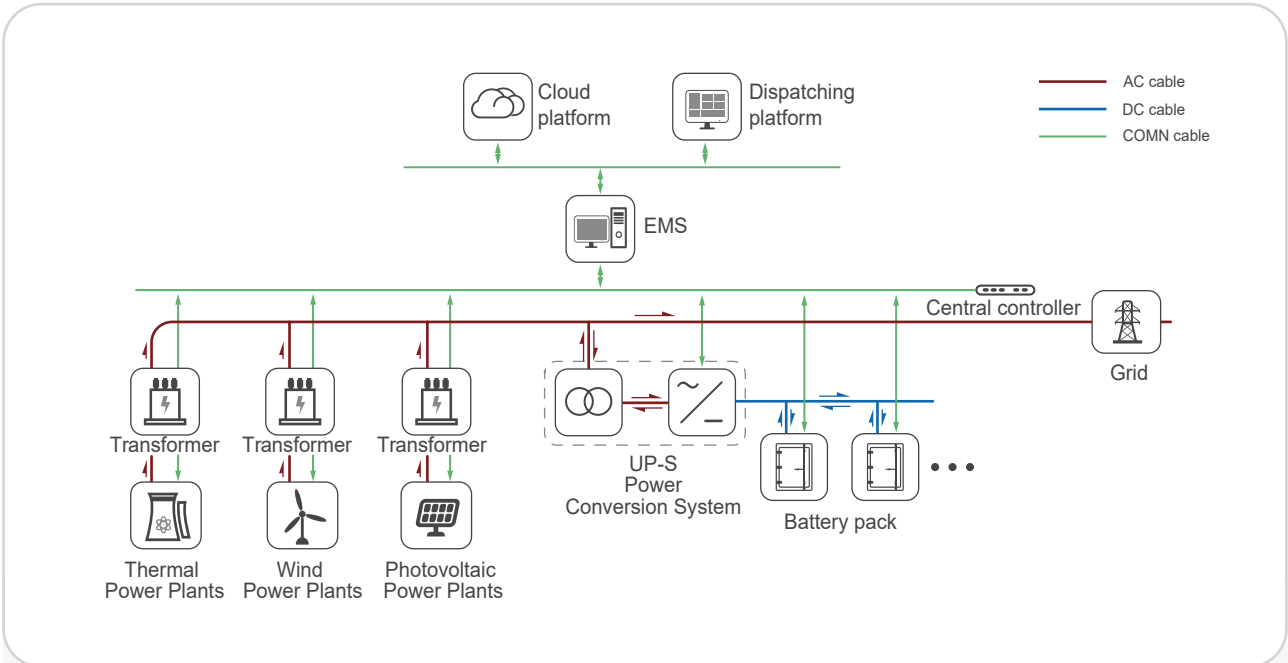 Cloud
platform
Dispatching
platform
AC cable
DC cable
COMN cable
EMS
Central controller
Grid
Transformer
Transformer
Transformer
UP-S
Power
Conversion System
Battery pack
Thermal
Power Plants
Wind
Power Plants
Photovoltaic
Power Plants